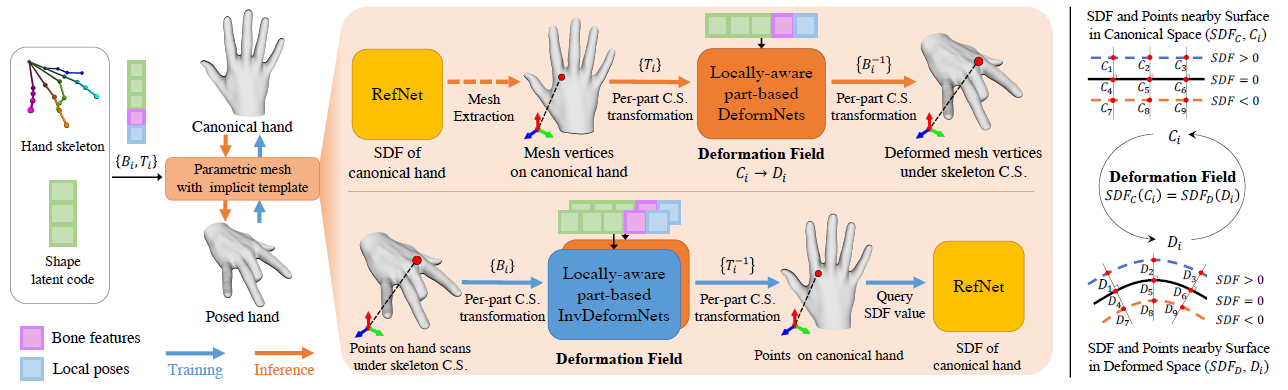 Hand skeleton
Shape
latent code
Bone features
Local poses
{B_i, T_i}
Canonical hand
Parametric mesh
with implicit template
Posed hand
Training
Inference
RefNet
SDF of
canonical hand
Mesh
Extraction
Mesh vertices
on canonical hand
{T_i}
Per-part C.S.
transformation
Locally-aware
part-based
DeformNets
Deformation Field
C_i → D_i
{B_i^{-1}}
Per-part C.S.
transformation
Deformed mesh vertices
under skeleton C.S.
Points on hand scans
under skeleton C.S.
{B_i}
Per-part C.S.
transformation
Locally-aware
part-based
InvDeformNets
Deformation Field
{T_i^{-1}}
Per-part C.S.
transformation
Points on canonical hand
Query
SDF value
RefNet
SDF of
canonical hand
SDF and Points nearby Surface
in Canonical Space (SDF_C, C_i)
C_1 C_2 C_3 SDF > 0
C_4 C_5 C_6 SDF = 0
C_7 C_8 C_9 SDF < 0
C_i
Deformation Field
SDF_C(C_i) = SDF_D(D_i)
D_i
D_1 D_2 D_3 SDF > 0
D_4 D_5 D_6 SDF = 0
D_7 D_8 D_9 SDF < 0
SDF and Points nearby Surface
in Deformed Space (SDF_D, D_i)